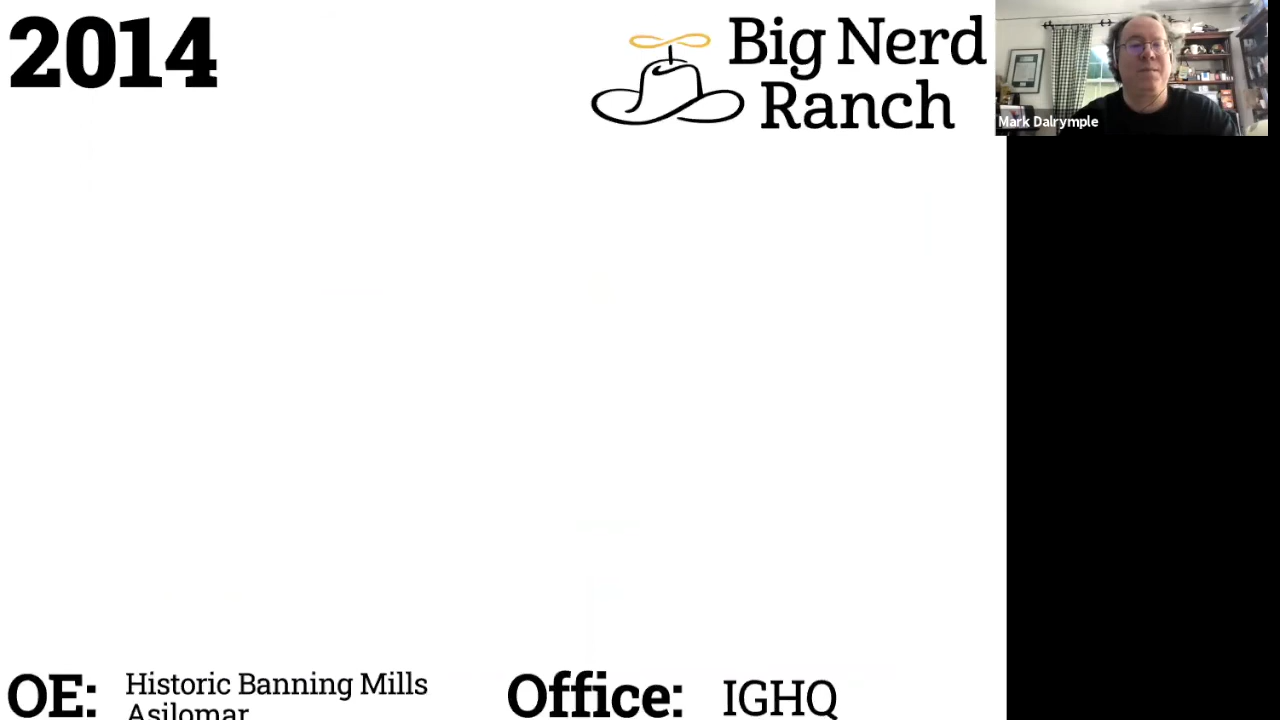 2014
Big Nerd
Ranch
Mark Dalrymple
OE: Historic Banning Mills
Asilomar
Office: IGHQ